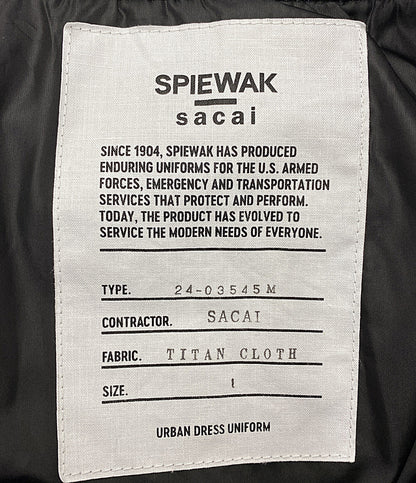 SPIEWAK
sacai
SINCE 1904, SPIEWAK HAS PRODUCED
ENDURING UNIFORMS FOR THE U.S. ARMED
FORCES, EMERGENCY AND TRANSPORTATION
SERVICES THAT PROTECT AND PERFORM.
TODAY, THE PRODUCT HAS EVOLVED TO
SERVICE THE MODERN NEEDS OF EVERYONE.
TYPE. 24-03545M
CONTRACTOR. SACAI
FABRIC. TITAN CLOTH
SIZE. 1
URBAN DRESS UNIFORM